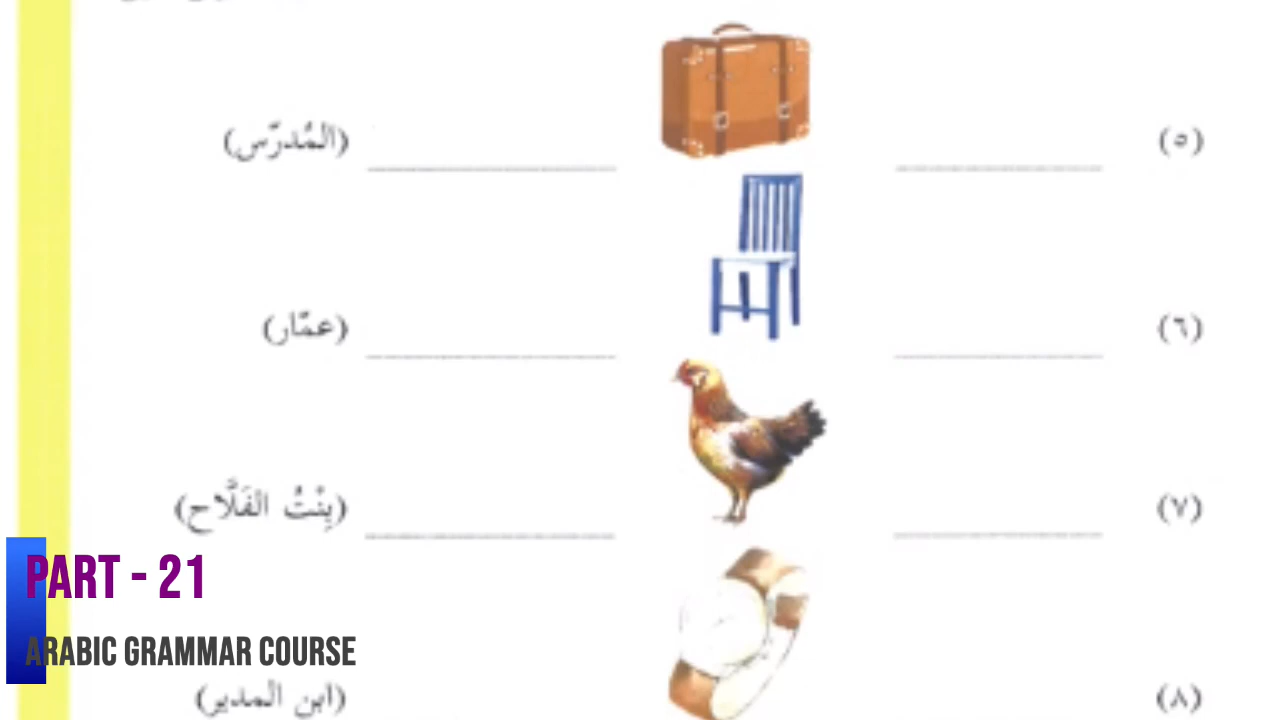 (٥) (المُدرّس)
(٦) (عمّار)
(٧) (بِنْتُ الفَلَّاح)
PART - 21
ARABIC GRAMMAR COURSE
(٨) (ابن المدير)